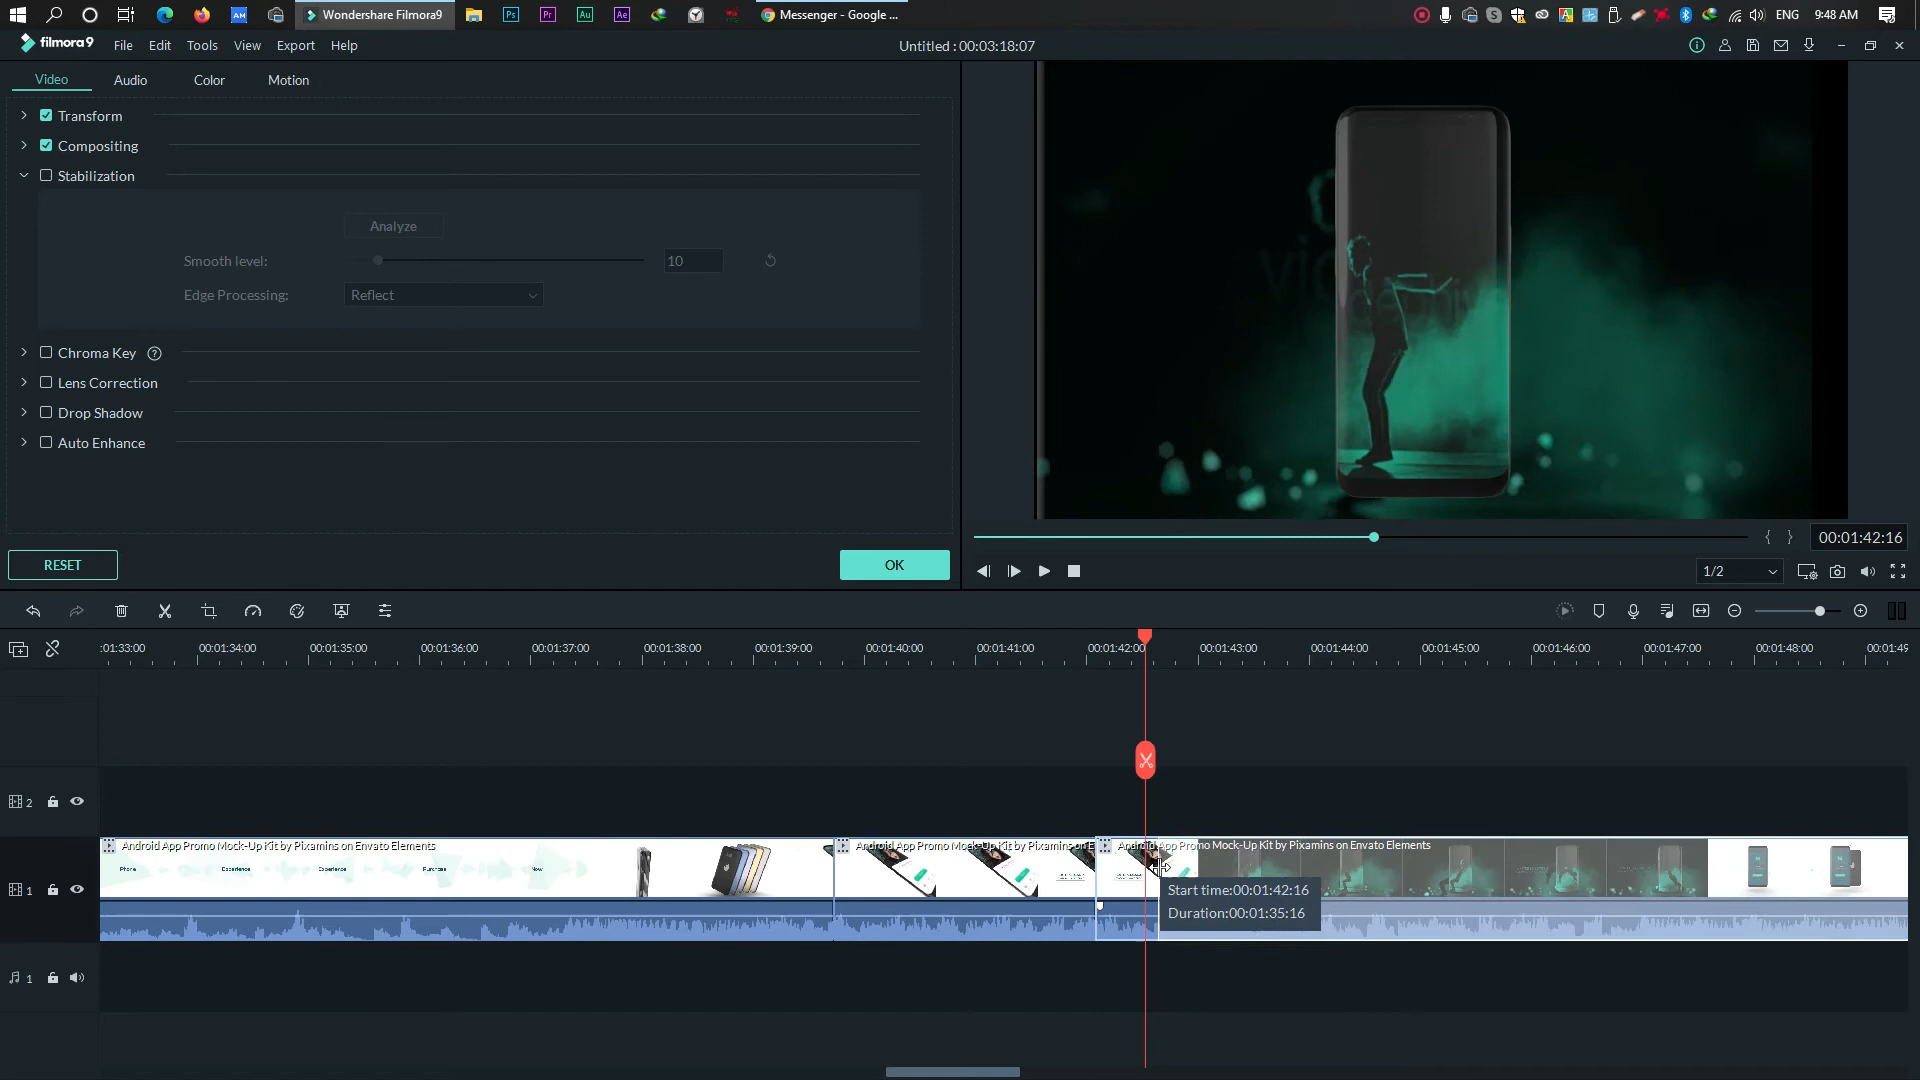 Ps
Pr
Au
Ae
Wondershare Filmora9
Messenger - Google ...
ENG
9:48 AM
filmora9
File
Edit
Tools
View
Export
Help
Untitled : 00:03:18:07
Video
Audio
Color
Motion
Transform
Compositing
Stabilization
Analyze
Smooth level:
10
Edge Processing:
Reflect
Chroma Key
Lens Correction
Drop Shadow
Auto Enhance
RESET
OK
00:01:42:16
1/2
:01:33:00
00:01:34:00
00:01:35:00
00:01:36:00
00:01:37:00
00:01:38:00
00:01:39:00
00:01:40:00
00:01:41:00
00:01:42:00
00:01:43:00
00:01:44:00
00:01:45:00
00:01:46:00
00:01:47:00
00:01:48:00
00:01:49
2
Android App Promo Mock-Up Kit by Pixamins on Envato Elements
Android App Promo Mock-Up Kit by Pixamins on E
Android App Promo Mock-Up Kit by Pixamins on Envato Elements
Phone
Experience
Experience
Purchase
Now
1
Start time:00:01:42:16
Duration:00:01:35:16
1